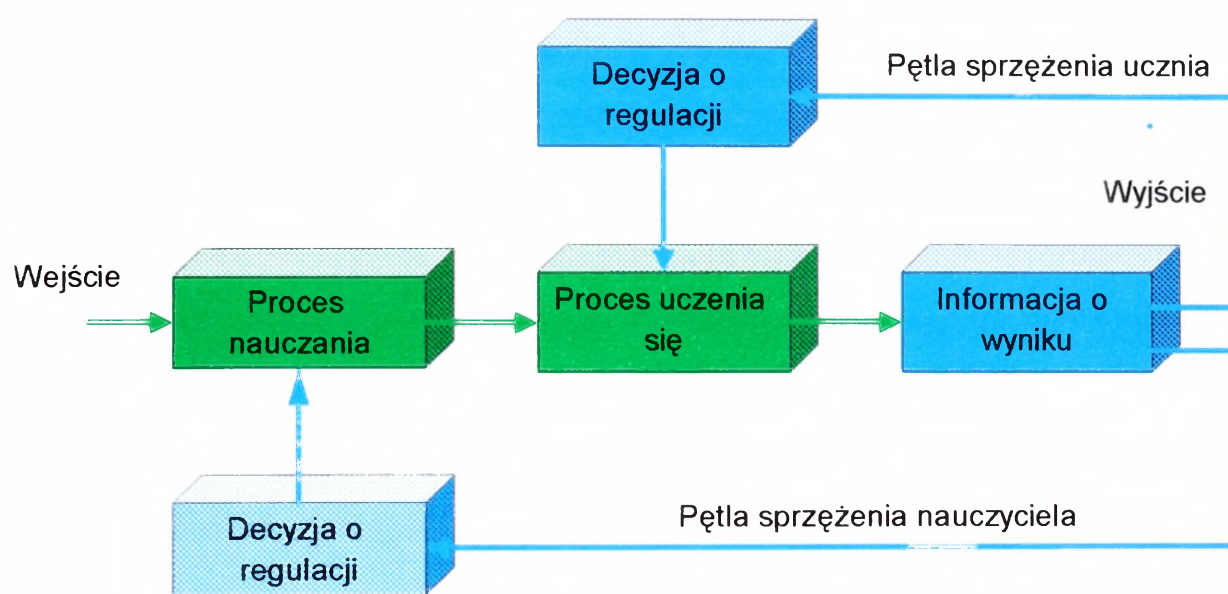 Decyzja o
regulacji
Pętla sprzężenia ucznia
Wyjście
Wejście
Proces
nauczania
Proces uczenia
się
Informacja o
wyniku
Decyzja o
regulacji
Pętla sprzężenia nauczyciela